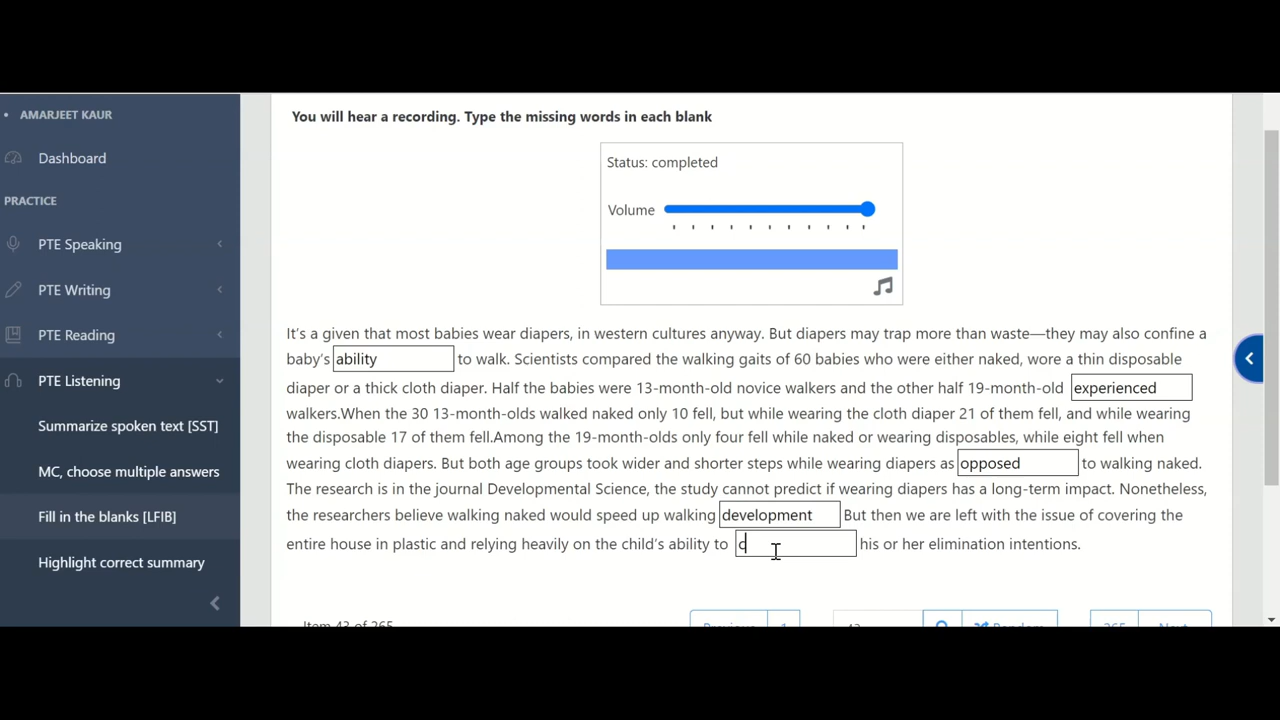 AMARJEET KAUR
Dashboard
PRACTICE
PTE Speaking
PTE Writing
PTE Reading
PTE Listening
Summarize spoken text [SST]
MC, choose multiple answers
Fill in the blanks [LFIB]
Highlight correct summary
You will hear a recording. Type the missing words in each blank
Status: completed
Volume
It's a given that most babies wear diapers, in western cultures anyway. But diapers may trap more than waste—they may also confine a
baby's ability to walk. Scientists compared the walking gaits of 60 babies who were either naked, wore a thin disposable
diaper or a thick cloth diaper. Half the babies were 13-month-old novice walkers and the other half 19-month-old experienced
walkers.When the 30 13-month-olds walked naked only 10 fell, but while wearing the cloth diaper 21 of them fell, and while wearing
the disposable 17 of them fell.Among the 19-month-olds only four fell while naked or wearing disposables, while eight fell when
wearing cloth diapers. But both age groups took wider and shorter steps while wearing diapers as opposed to walking naked.
The research is in the journal Developmental Science, the study cannot predict if wearing diapers has a long-term impact. Nonetheless,
the researchers believe walking naked would speed up walking development But then we are left with the issue of covering the
entire house in plastic and relying heavily on the child's ability to c his or her elimination intentions.
Item 43 of 265 Previous 1 43 Random 265 Next